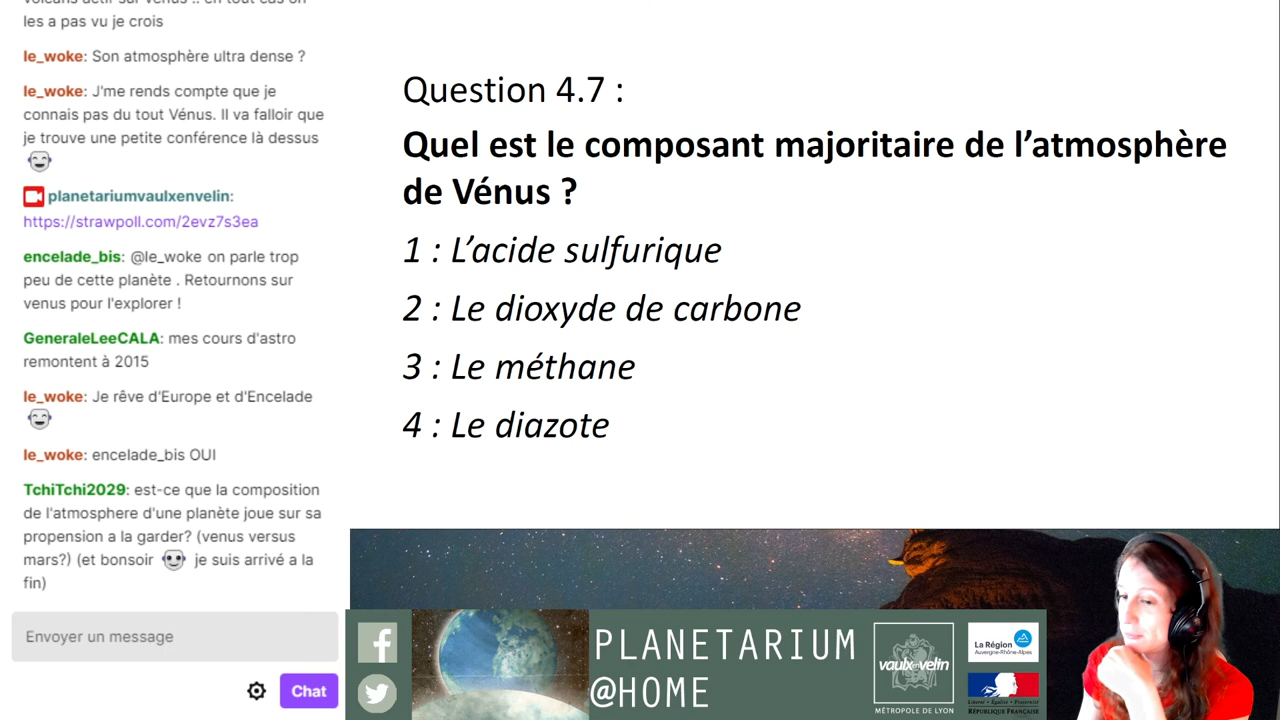 volcans actif sur venus .. en tout cas on
les a pas vu je crois
le_woke: Son atmosphère ultra dense ?
le_woke: J'me rends compte que je
connais pas du tout Vénus. Il va falloir que
je trouve une petite conférence là dessus
planetariumvaulxenvelin:
https://strawpoll.com/2evz7s3ea
encelade_bis: @le_woke on parle trop
peu de cette planète . Retournons sur
venus pour l'explorer !
GeneraleLeeCALA: mes cours d'astro
remontent à 2015
le_woke: Je rêve d'Europe et d'Encelade
le_woke: encelade_bis OUI
TchiTchi2029: est-ce que la composition
de l'atmosphere d'une planète joue sur sa
propension a la garder? (venus versus
mars?) (et bonsoir je suis arrivé a la
fin)
Envoyer un message
Chat
Question 4.7 :
Quel est le composant majoritaire de l’atmosphère
de Vénus ?
1 : L’acide sulfurique
2 : Le dioxyde de carbone
3 : Le méthane
4 : Le diazote
PLANETARIUM
@HOME
vaulxenvelin
MÉTROPOLE DE LYON
La Région
Auvergne-Rhône-Alpes
Liberté • Égalité • Fraternité
RÉPUBLIQUE FRANÇAISE